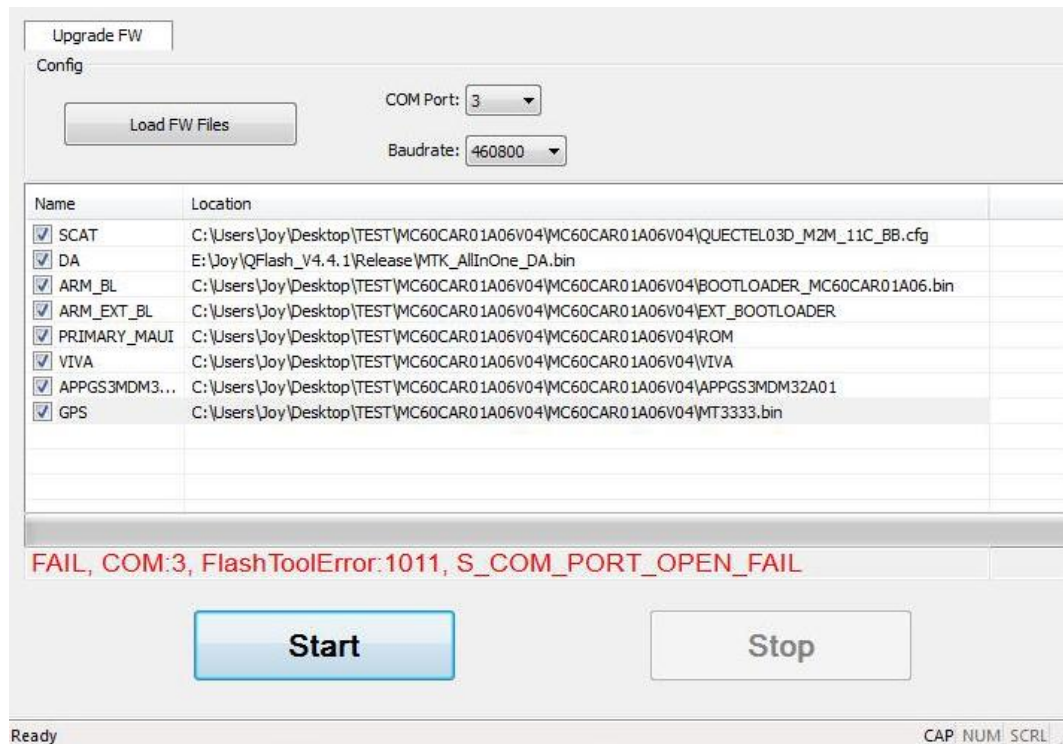 Upgrade FW
Config
Load FW Files
COM Port: 3
Baudrate: 460800
Name Location
SCAT C:\Users\Joy\Desktop\TEST\MC60CAR01A06V04\MC60CAR01A06V04\QUECTEL03D_M2M_11C_BB.cfg
DA E:\Joy\QFlash_V4.4.1\Release\MTK_AllInOne_DA.bin
ARM_BL C:\Users\Joy\Desktop\TEST\MC60CAR01A06V04\MC60CAR01A06V04\BOOTLOADER_MC60CAR01A06.bin
ARM_EXT_BL C:\Users\Joy\Desktop\TEST\MC60CAR01A06V04\MC60CAR01A06V04\EXT_BOOTLOADER
PRIMARY_MAUI C:\Users\Joy\Desktop\TEST\MC60CAR01A06V04\MC60CAR01A06V04\ROM
VIVA C:\Users\Joy\Desktop\TEST\MC60CAR01A06V04\MC60CAR01A06V04\VIVA
APPGS3MDM3... C:\Users\Joy\Desktop\TEST\MC60CAR01A06V04\MC60CAR01A06V04\APPGS3MDM32A01
GPS C:\Users\Joy\Desktop\TEST\MC60CAR01A06V04\MC60CAR01A06V04\MT3333.bin
FAIL, COM:3, FlashToolError:1011, S_COM_PORT_OPEN_FAIL
Start Stop
Ready CAP NUM SCRL